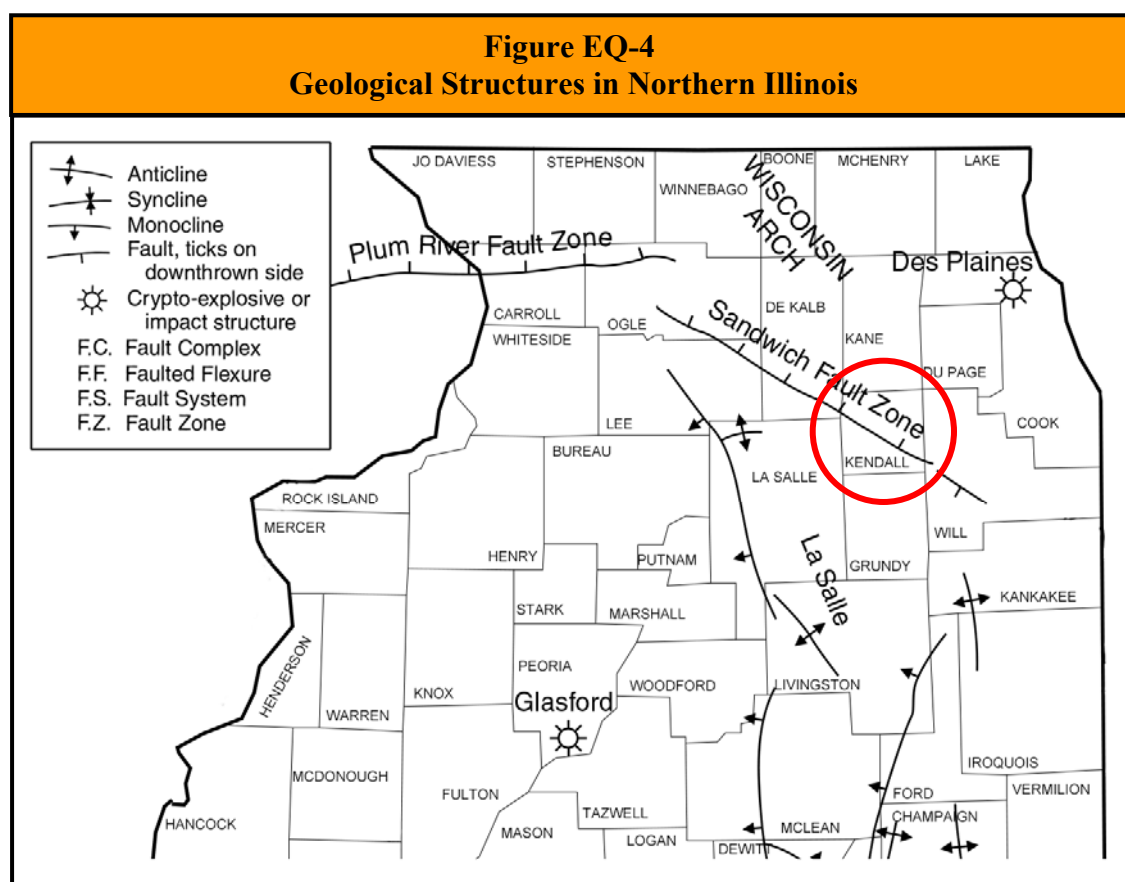 Figure EQ-4
Geological Structures in Northern Illinois
Anticline
Syncline
Monocline
Fault, ticks on
downthrown side
Crypto-explosive or
impact structure
F.C. Fault Complex
F.F. Faulted Flexure
F.S. Fault System
F.Z. Fault Zone
JO DAVIESS
STEPHENSON
WINNEBAGO
BOONE
MCHENRY
LAKE
WISCONSIN
ARCH
Plum River Fault Zone
Des Plaines
CARROLL
OGLE
DE KALB
KANE
WHITESIDE
Sandwich Fault Zone
DU PAGE
COOK
LEE
BUREAU
KENDALL
LA SALLE
ROCK ISLAND
MERCER
WILL
HENRY
PUTNAM
La Salle
GRUNDY
KANKAKEE
STARK
MARSHALL
HENDERSON
PEORIA
KNOX
WOODFORD
LIVINGSTON
Glasford
WARREN
IROQUOIS
MCDONOUGH
FULTON
FORD
VERMILION
HANCOCK
TAZWELL
MASON
LOGAN
MCLEAN
CHAMPAIGN
DEWITT